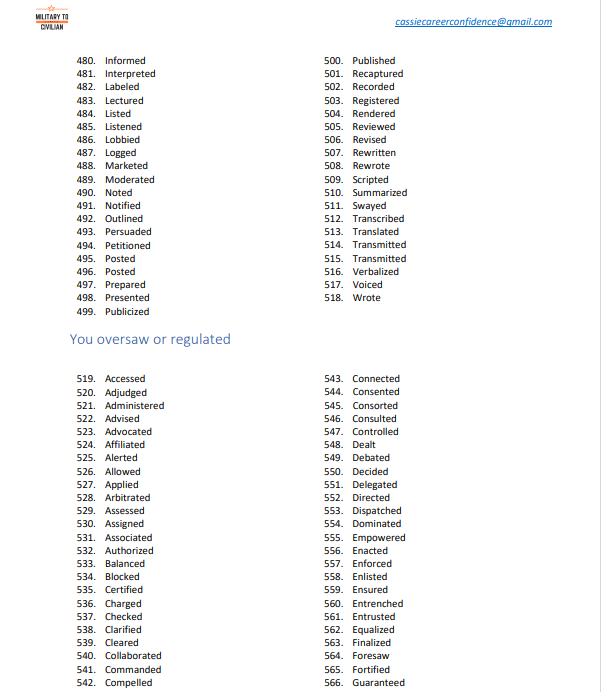 MILITARY TO
CIVILIAN
cassiecareerconfidence@gmail.com
480. Informed
481. Interpreted
482. Labeled
483. Lectured
484. Listed
485. Listened
486. Lobbied
487. Logged
488. Marketed
489. Moderated
490. Noted
491. Notified
492. Outlined
493. Persuaded
494. Petitioned
495. Posted
496. Posted
497. Prepared
498. Presented
499. Publicized
500. Published
501. Recaptured
502. Recorded
503. Registered
504. Rendered
505. Reviewed
506. Revised
507. Rewritten
508. Rewrote
509. Scripted
510. Summarized
511. Swayed
512. Transcribed
513. Translated
514. Transmitted
515. Transmitted
516. Verbalized
517. Voiced
518. Wrote
You oversaw or regulated
519. Accessed
520. Adjudged
521. Administered
522. Advised
523. Advocated
524. Affiliated
525. Alerted
526. Allowed
527. Applied
528. Arbitrated
529. Assessed
530. Assigned
531. Associated
532. Authorized
533. Balanced
534. Blocked
535. Certified
536. Charged
537. Checked
538. Clarified
539. Cleared
540. Collaborated
541. Commanded
542. Compelled
543. Connected
544. Consented
545. Consorted
546. Consulted
547. Controlled
548. Dealt
549. Debated
550. Decided
551. Delegated
552. Directed
553. Dispatched
554. Dominated
555. Empowered
556. Enacted
557. Enforced
558. Enlisted
559. Ensured
560. Entrenched
561. Entrusted
562. Equalized
563. Finalized
564. Foresaw
565. Fortified
566. Guaranteed